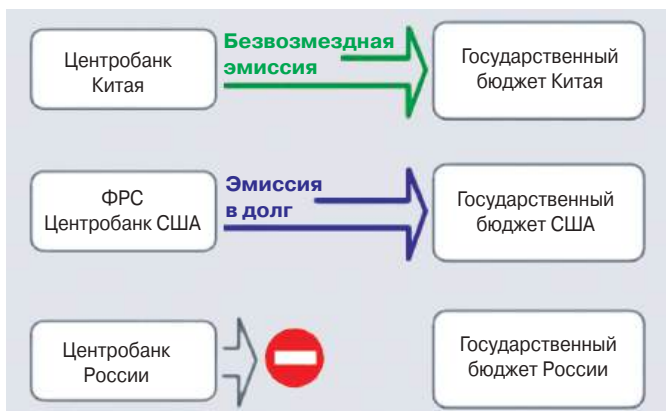 Центробанк
Китая
Безвозмездная
эмиссия
Государственный
бюджет Китая
ФРС
Центробанк США
Эмиссия
в долг
Государственный
бюджет США
Центробанк
России
Государственный
бюджет России